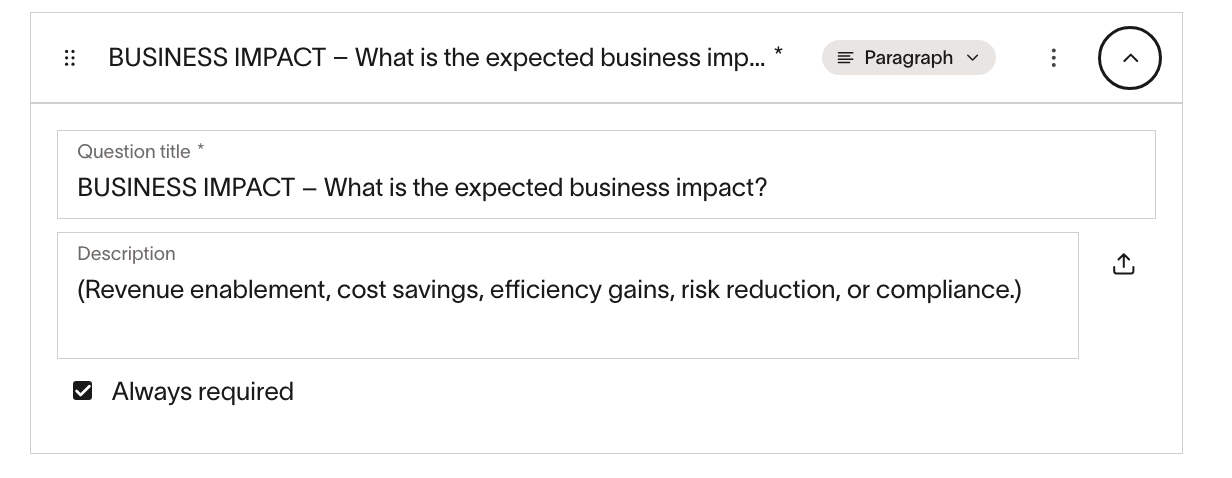 BUSINESS IMPACT – What is the expected business imp... *
Paragraph
Question title *
BUSINESS IMPACT – What is the expected business impact?
Description
(Revenue enablement, cost savings, efficiency gains, risk reduction, or compliance.)
Always required